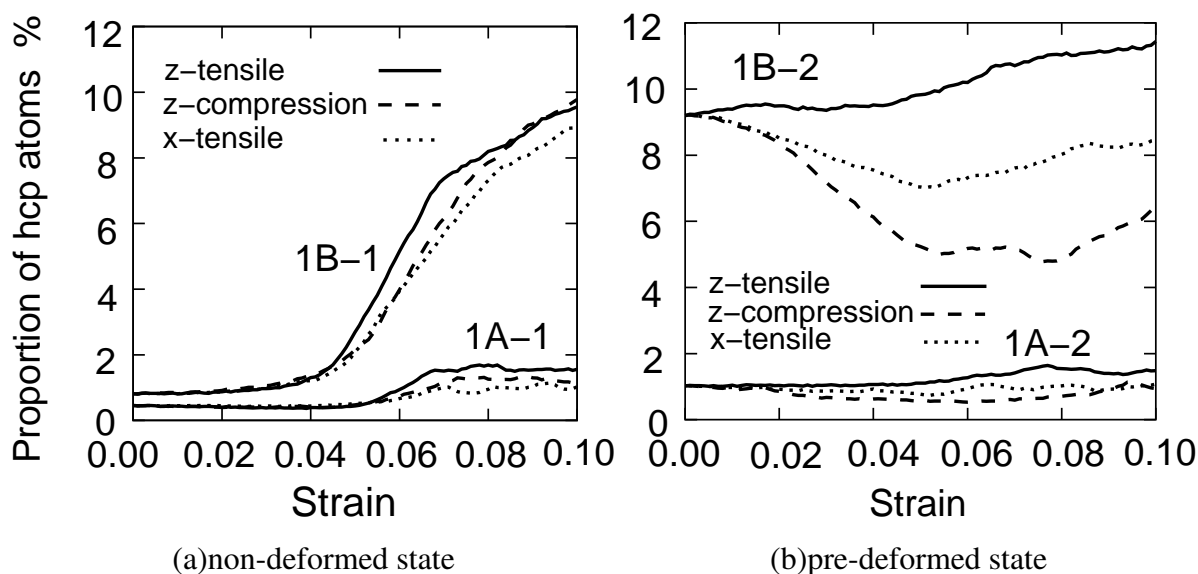 Proportion of hcp atoms %
12
10
8
6
4
2
0
z-tensile
z-compression
x-tensile
1B-1
1A-1
0.00 0.02 0.04 0.06 0.08 0.10
Strain
(a)non-deformed state
12
10
8
6
4
2
0
1B-2
z-tensile
z-compression
x-tensile
1A-2
0.00 0.02 0.04 0.06 0.08 0.10
Strain
(b)pre-deformed state